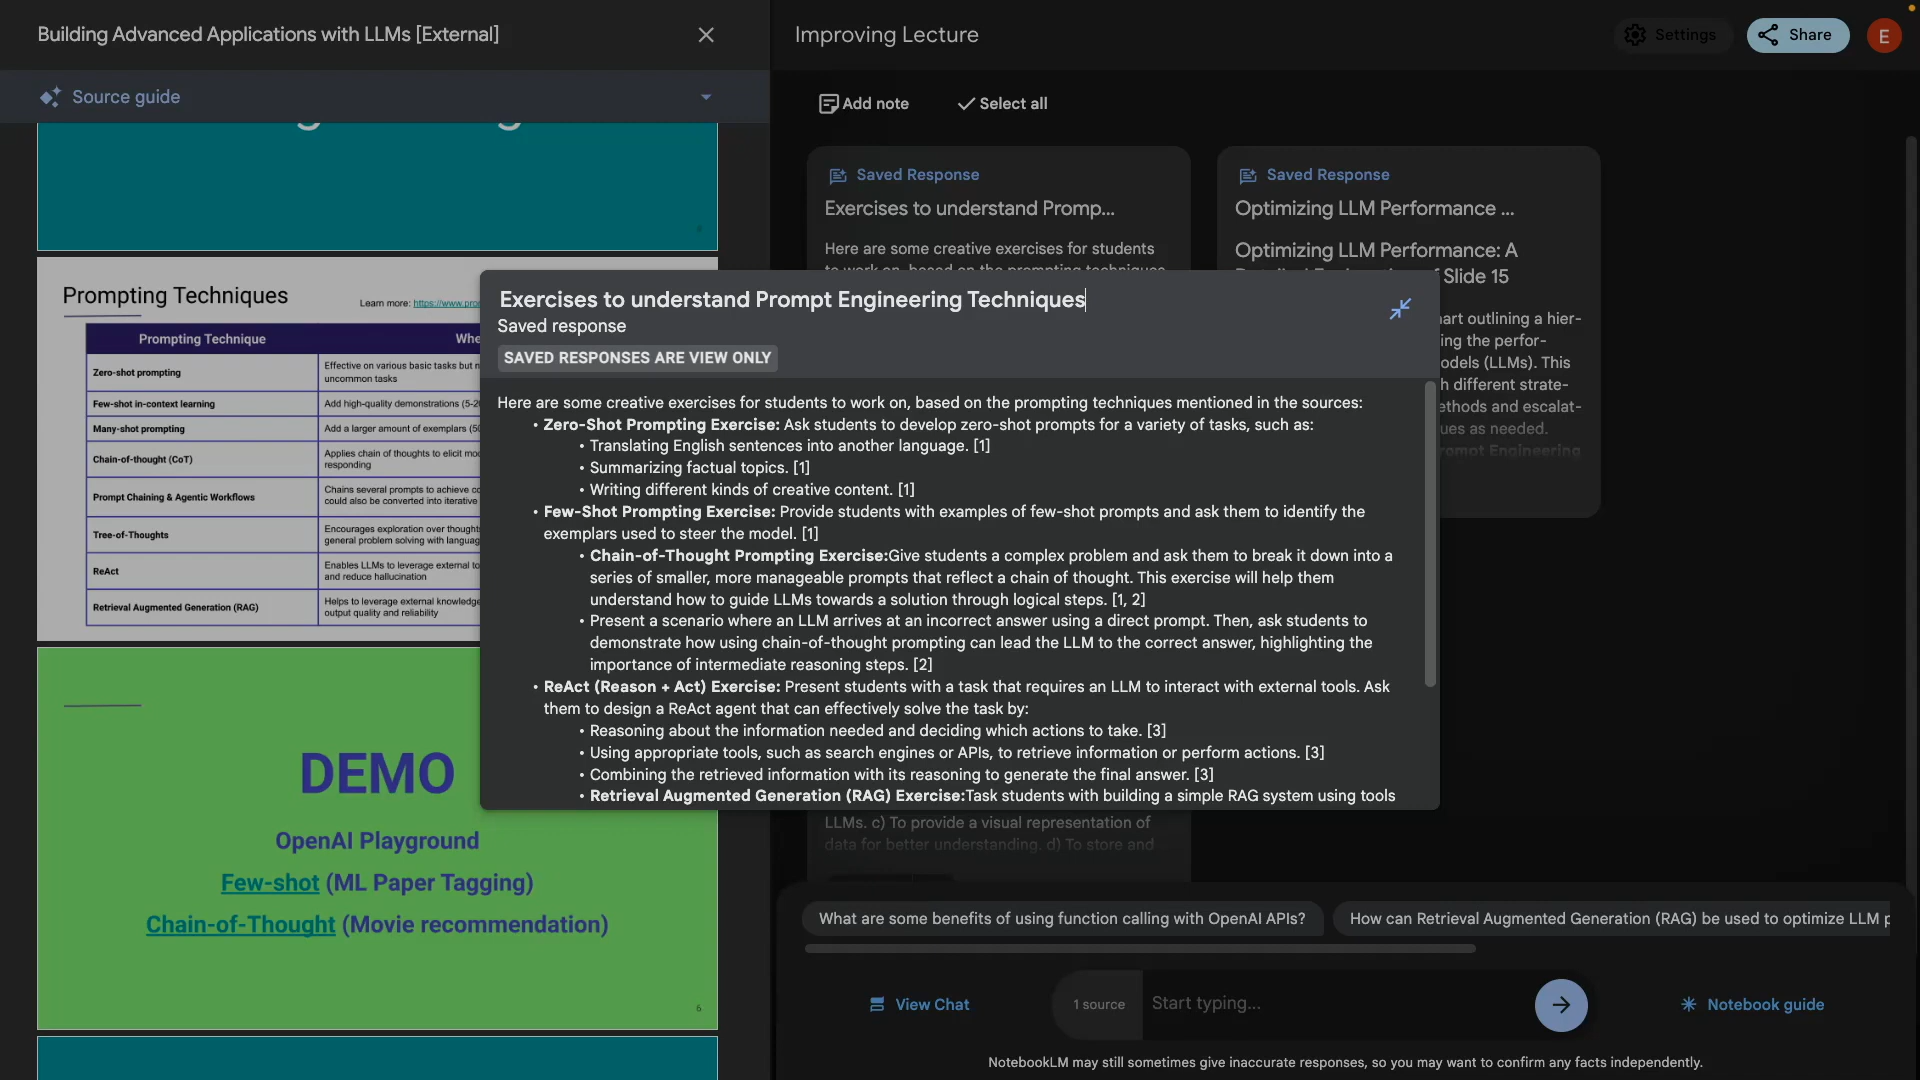 Building Advanced Applications with LLMs [External]
Source guide
Prompting Techniques
Learn more: https://www.pro
Prompting Technique
Whe
Zero-shot prompting
Effective on various basic tasks but n
uncommon tasks
Few-shot in-context learning
Add high-quality demonstrations (5-2
Many-shot prompting
Add a larger amount of exemplars (50
Chain-of-thought (CoT)
Applies chain of thoughts to elicit mo
responding
Prompt Chaining & Agentic Workflows
Chains several prompts to achieve co
could also be converted into iterative
Tree-of-Thoughts
Encourages exploration over thought
general problem solving with languag
ReAct
Enables LLMs to leverage external to
and reduce hallucination
Retrieval Augmented Generation (RAG)
Helps to leverage external knowledge
output quality and reliability
DEMO
OpenAI Playground
Few-shot (ML Paper Tagging)
Chain-of-Thought (Movie recommendation)
6
Improving Lecture
Settings
Share
E
Add note
Select all
Saved Response
Exercises to understand Promp...
Here are some creative exercises for students
Saved Response
Optimizing LLM Performance ...
Optimizing LLM Performance: A
Slide 15
art outlining a hier-
ing the perfor-
odels (LLMs). This
h different strate-
ethods and escalat-
ues as needed.
rompt Engineering
Exercises to understand Prompt Engineering Techniques
Saved response
SAVED RESPONSES ARE VIEW ONLY
Here are some creative exercises for students to work on, based on the prompting techniques mentioned in the sources:
• Zero-Shot Prompting Exercise: Ask students to develop zero-shot prompts for a variety of tasks, such as:
• Translating English sentences into another language. [1]
• Summarizing factual topics. [1]
• Writing different kinds of creative content. [1]
• Few-Shot Prompting Exercise: Provide students with examples of few-shot prompts and ask them to identify the
exemplars used to steer the model. [1]
• Chain-of-Thought Prompting Exercise:Give students a complex problem and ask them to break it down into a
series of smaller, more manageable prompts that reflect a chain of thought. This exercise will help them
understand how to guide LLMs towards a solution through logical steps. [1, 2]
• Present a scenario where an LLM arrives at an incorrect answer using a direct prompt. Then, ask students to
demonstrate how using chain-of-thought prompting can lead the LLM to the correct answer, highlighting the
importance of intermediate reasoning steps. [2]
• ReAct (Reason + Act) Exercise: Present students with a task that requires an LLM to interact with external tools. Ask
them to design a ReAct agent that can effectively solve the task by:
• Reasoning about the information needed and deciding which actions to take. [3]
• Using appropriate tools, such as search engines or APIs, to retrieve information or perform actions. [3]
• Combining the retrieved information with its reasoning to generate the final answer. [3]
• Retrieval Augmented Generation (RAG) Exercise:Task students with building a simple RAG system using tools
LLMs. c) To provide a visual representation of
data for better understanding. d) To store and
What are some benefits of using function calling with OpenAI APIs?
How can Retrieval Augmented Generation (RAG) be used to optimize LLM p
View Chat
1 source
Start typing...
Notebook guide
NotebookLM may still sometimes give inaccurate responses, so you may want to confirm any facts independently.